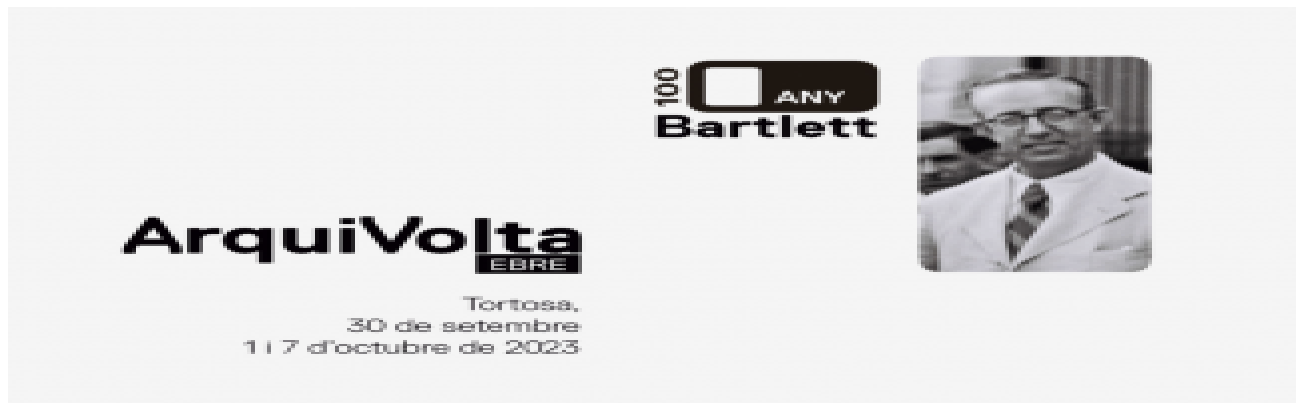 100
ANY
Bartlett
ArquiVolta
EBRE
Tortosa,
30 de setembre
1 i 7 d'octubre de 2023